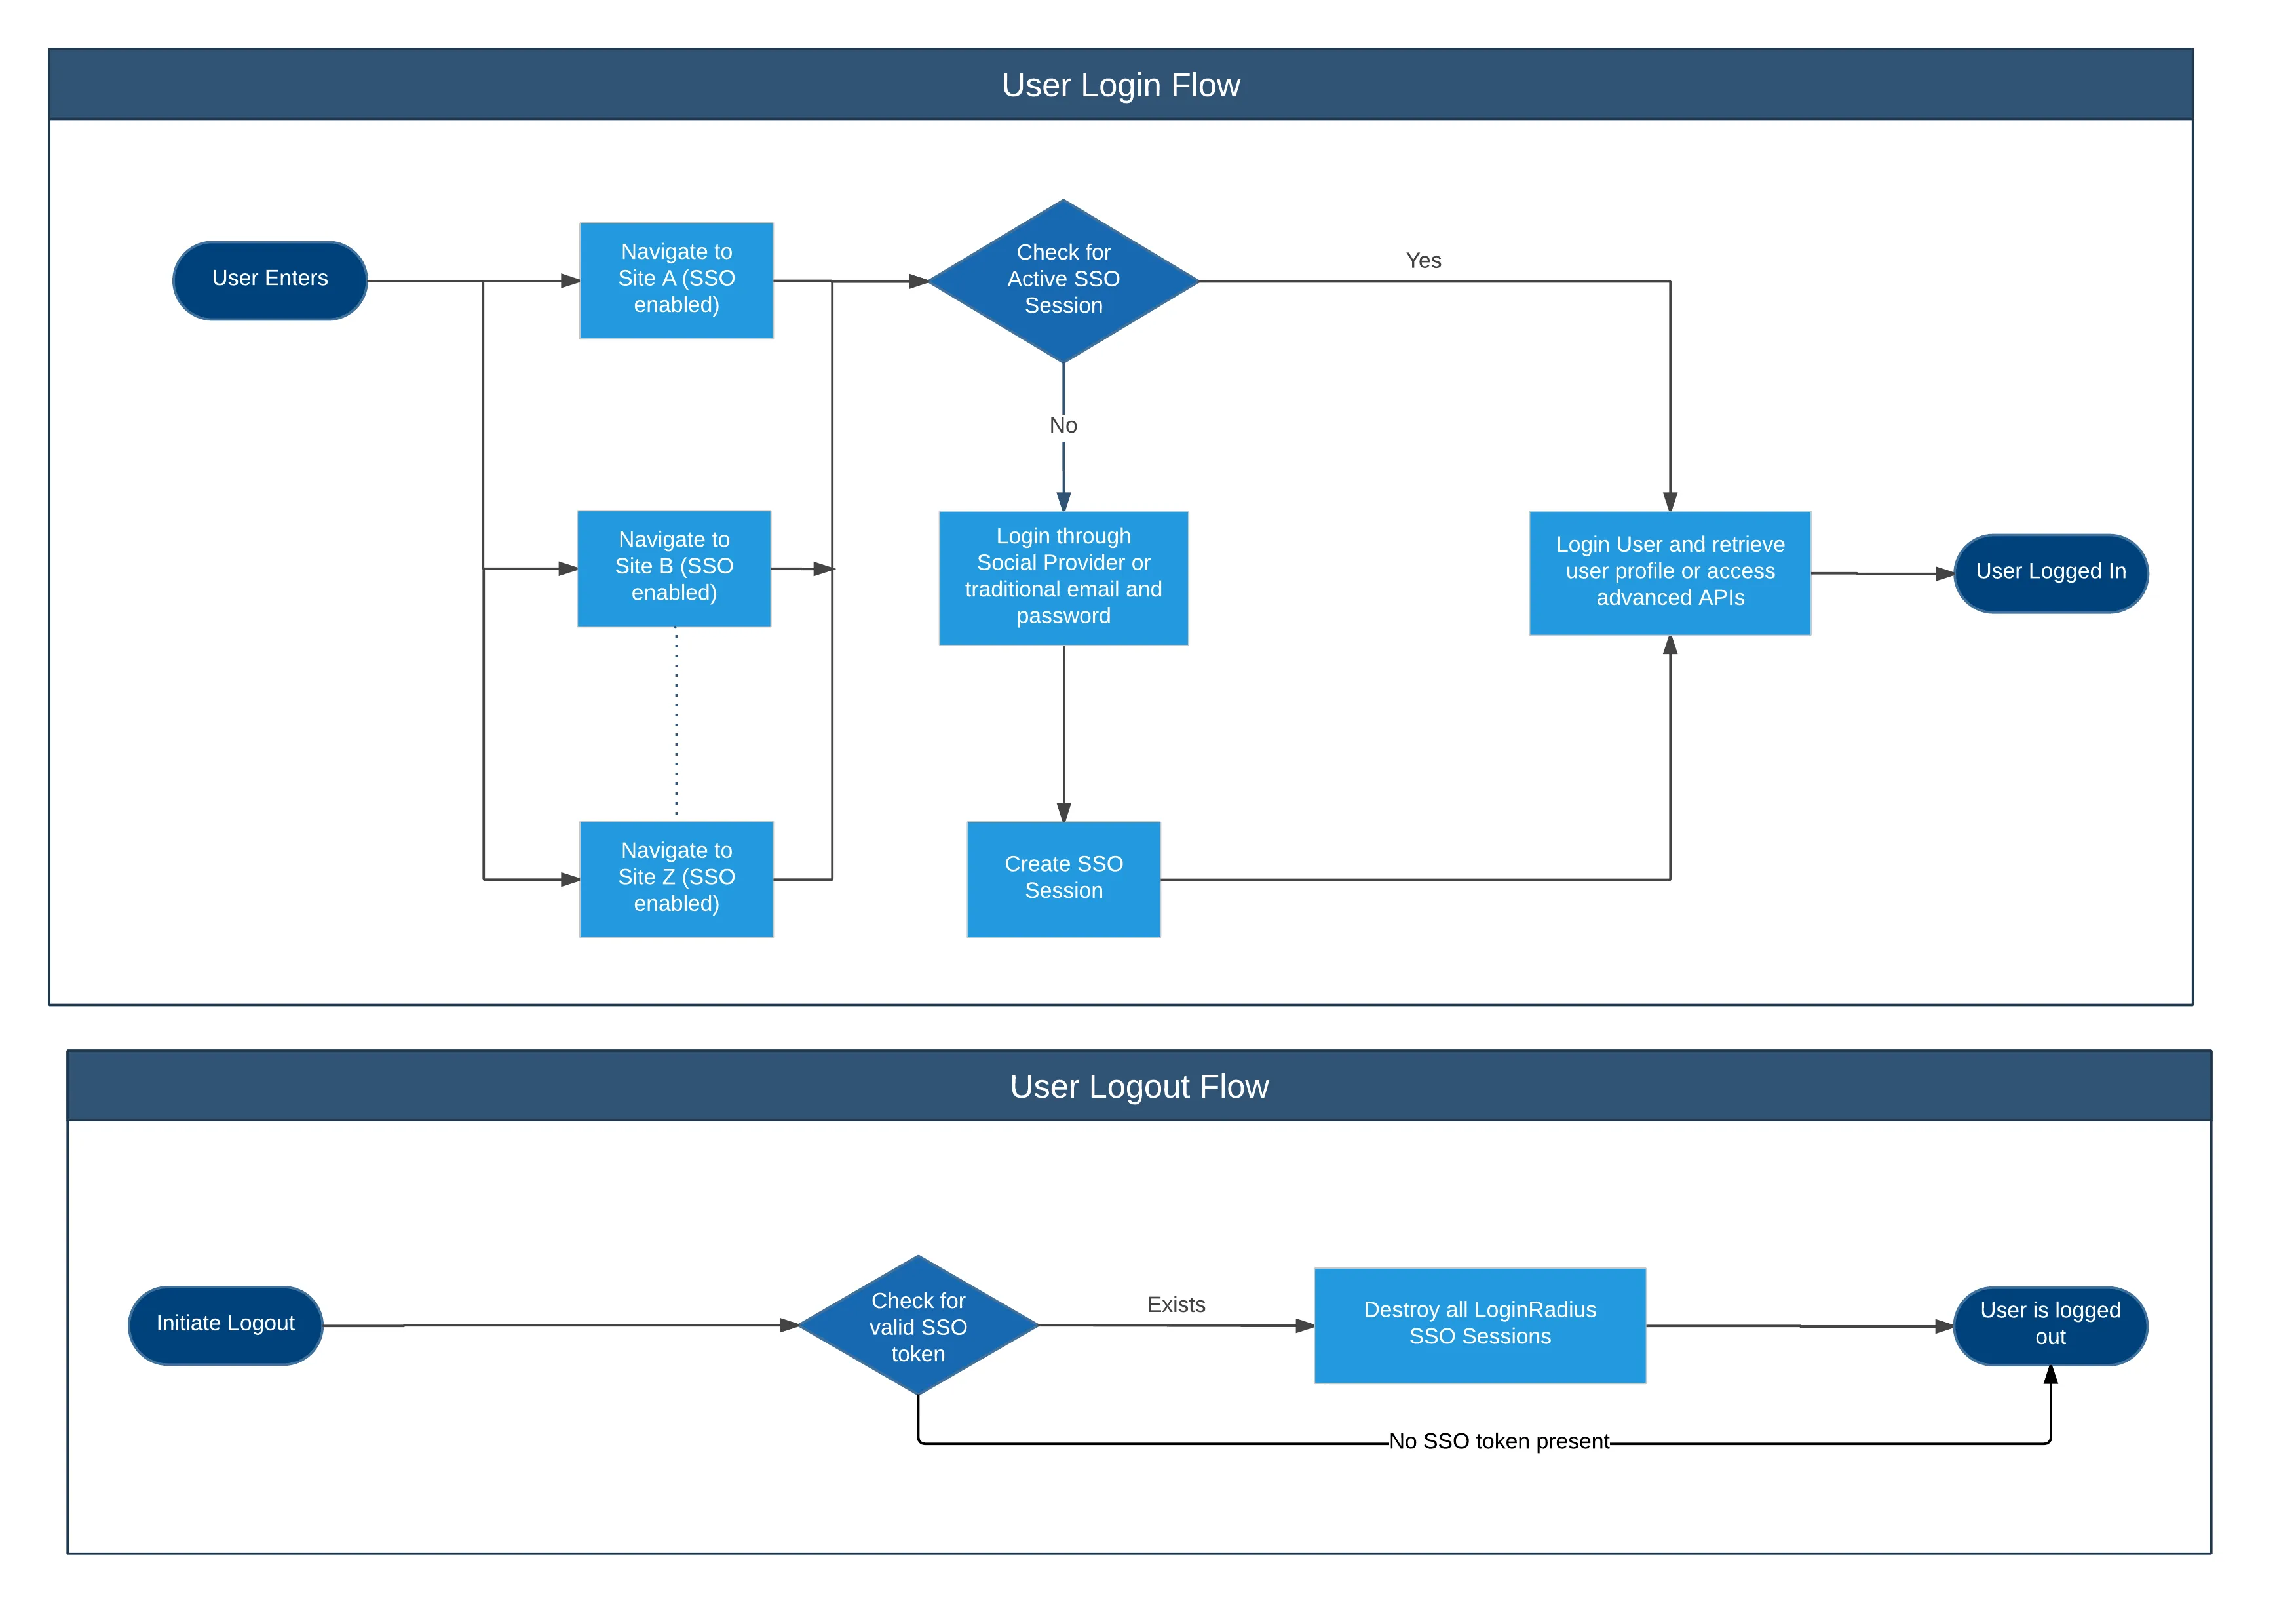 User Login Flow
User Enters
Navigate to
Site A (SSO
enabled)
Check for
Active SSO
Session
Yes
No
Navigate to
Site B (SSO
enabled)
Login through
Social Provider or
traditional email and
password
Login User and retrieve
user profile or access
advanced APIs
User Logged In
Navigate to
Site Z (SSO
enabled)
Create SSO
Session
User Logout Flow
Initiate Logout
Check for
valid SSO
token
Exists
Destroy all LoginRadius
SSO Sessions
User is logged
out
No SSO token present